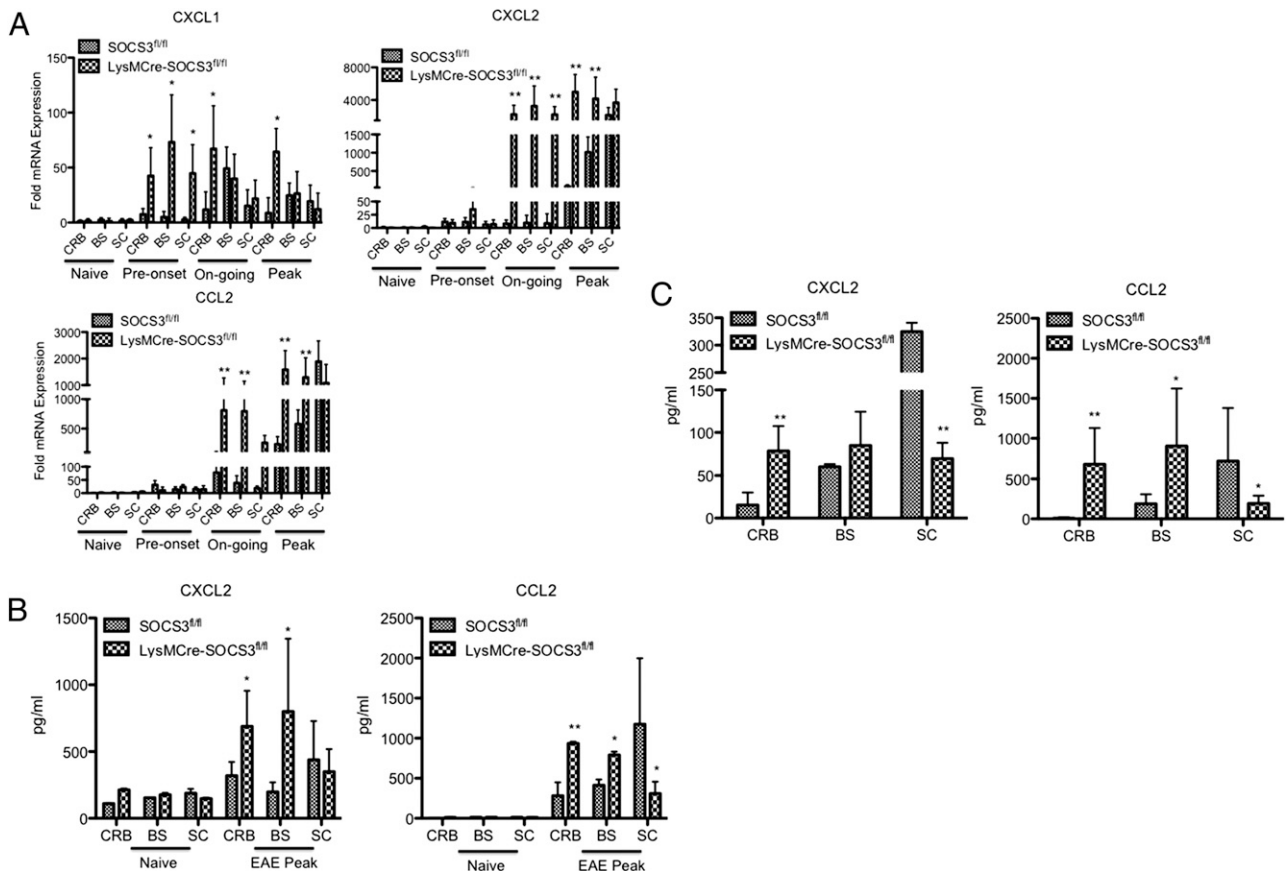 A
CXCL1
SOCS3fl/fl
LysMCre-SOCS3fl/fl
Fold mRNA Expression
150
100
50
0
* * * * *
CRB BS SC CRB BS SC CRB BS SC CRB BS SC
Naive Pre-onset On-going Peak
CXCL2
SOCS3fl/fl
LysMCre-SOCS3fl/fl
8000
6000
4000
2000
1500
1000
500
50
25
0
** ** ** ** **
CRB BS SC CRB BS SC CRB BS SC CRB BS SC
Naive Pre-onset On-going Peak
CCL2
SOCS3fl/fl
LysMCre-SOCS3fl/fl
Fold mRNA Expression
3000
2000
1000
1000
500
100
50
0
** ** ** **
CRB BS SC CRB BS SC CRB BS SC CRB BS SC
Naive Pre-onset On-going Peak
B
CXCL2
SOCS3fl/fl
LysMCre-SOCS3fl/fl
pg/ml
1500
1000
500
0
* *
CRB BS SC CRB BS SC
Naive EAE Peak
CCL2
SOCS3fl/fl
LysMCre-SOCS3fl/fl
pg/ml
2500
2000
1500
1000
500
0
** * *
CRB BS SC CRB BS SC
Naive EAE Peak
C
CXCL2
SOCS3fl/fl
LysMCre-SOCS3fl/fl
pg/ml
350
300
250
150
100
50
0
** **
CRB BS SC
CCL2
SOCS3fl/fl
LysMCre-SOCS3fl/fl
pg/ml
2500
2000
1500
1000
500
0
** * *
CRB BS SC